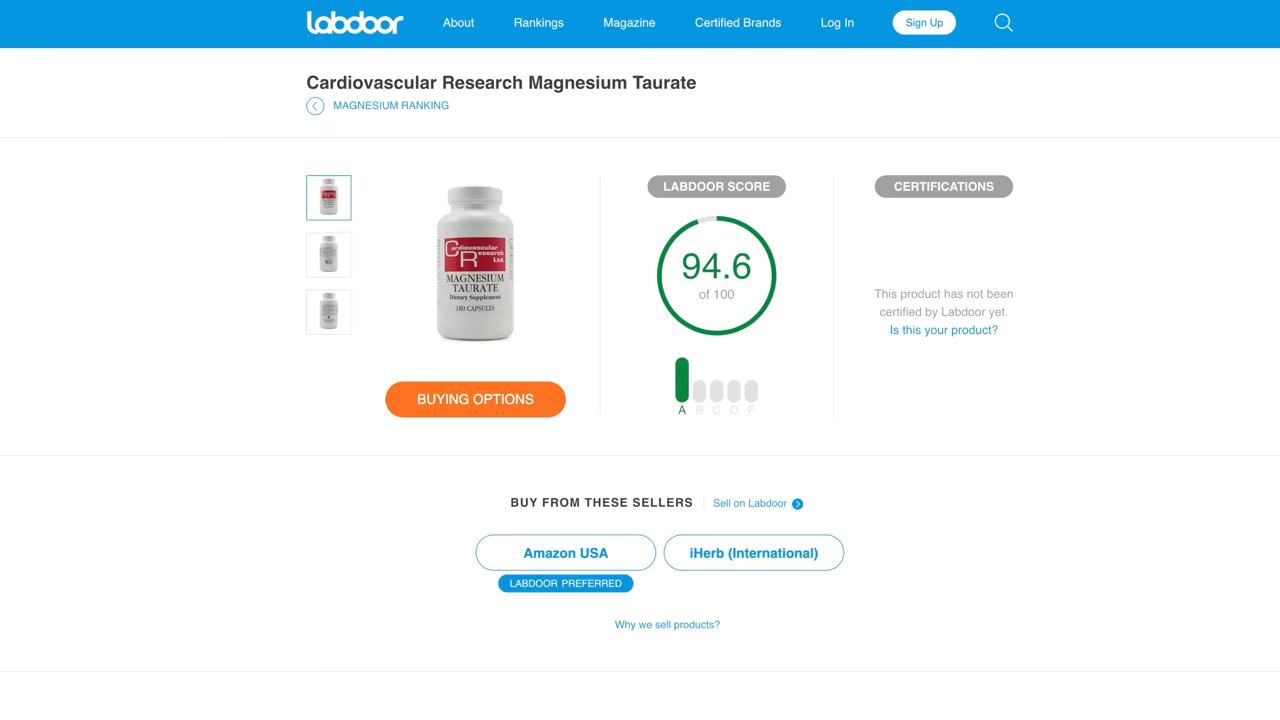 labdoor
About
Rankings
Magazine
Certified Brands
Log In
Sign Up
Cardiovascular Research Magnesium Taurate
MAGNESIUM RANKING
Cardiovascular
Research
Ltd.
MAGNESIUM
TAURATE
Dietary Supplement
180 CAPSULES
BUYING OPTIONS
LABDOOR SCORE
94.6
of 100
A B C D F
CERTIFICATIONS
This product has not been
certified by Labdoor yet.
Is this your product?
BUY FROM THESE SELLERS
Sell on Labdoor
Amazon USA
iHerb (International)
LABDOOR PREFERRED
Why we sell products?